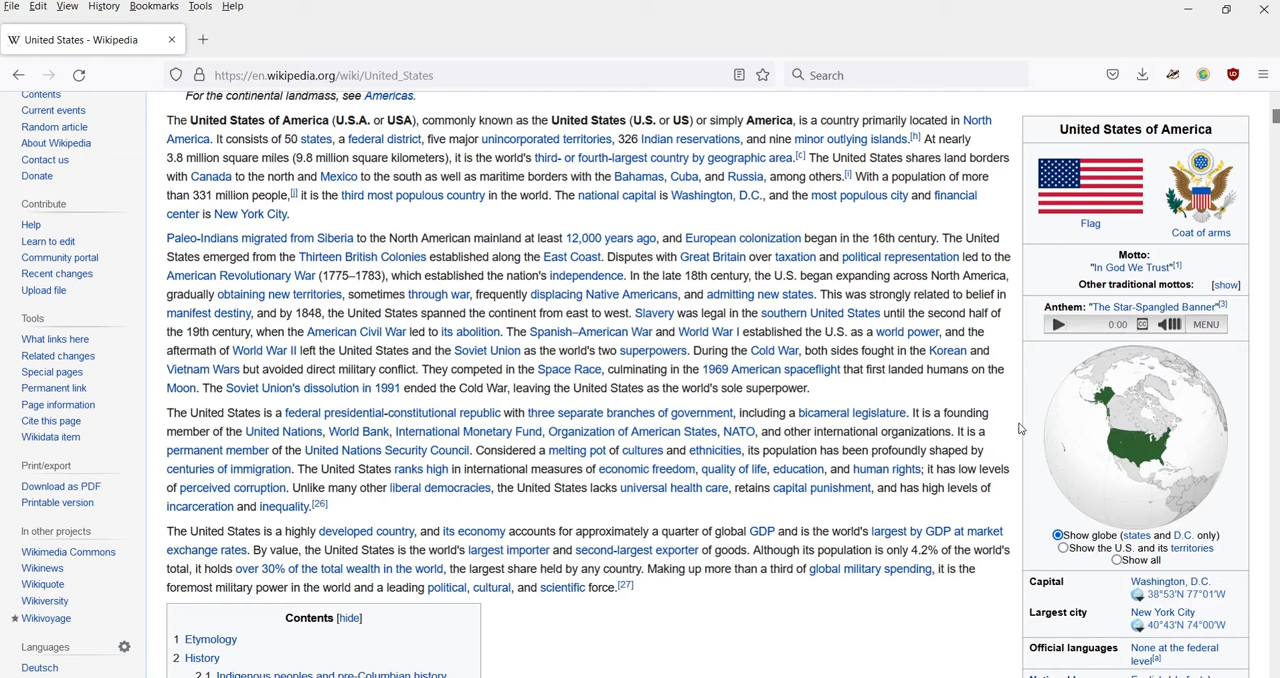 File Edit View History Bookmarks Tools Help
United States - Wikipedia
https://en.wikipedia.org/wiki/United_States
Search
Contents
Current events
Random article
About Wikipedia
Contact us
Donate
Contribute
Help
Learn to edit
Community portal
Recent changes
Upload file
Tools
What links here
Related changes
Special pages
Permanent link
Page information
Cite this page
Wikidata item
Print/export
Download as PDF
Printable version
In other projects
Wikimedia Commons
Wikinews
Wikiquote
Wikiversity
Wikivoyage
Languages
Deutsch
For the continental landmass, see Americas.
The United States of America (U.S.A. or USA), commonly known as the United States (U.S. or US) or simply America, is a country primarily located in North
America. It consists of 50 states, a federal district, five major unincorporated territories, 326 Indian reservations, and nine minor outlying islands.[h] At nearly
3.8 million square miles (9.8 million square kilometers), it is the world's third- or fourth-largest country by geographic area.[c] The United States shares land borders
with Canada to the north and Mexico to the south as well as maritime borders with the Bahamas, Cuba, and Russia, among others.[i] With a population of more
than 331 million people,[j] it is the third most populous country in the world. The national capital is Washington, D.C., and the most populous city and financial
center is New York City.
Paleo-Indians migrated from Siberia to the North American mainland at least 12,000 years ago, and European colonization began in the 16th century. The United
States emerged from the Thirteen British Colonies established along the East Coast. Disputes with Great Britain over taxation and political representation led to the
American Revolutionary War (1775–1783), which established the nation's independence. In the late 18th century, the U.S. began expanding across North America,
gradually obtaining new territories, sometimes through war, frequently displacing Native Americans, and admitting new states. This was strongly related to belief in
manifest destiny, and by 1848, the United States spanned the continent from east to west. Slavery was legal in the southern United States until the second half of
the 19th century, when the American Civil War led to its abolition. The Spanish–American War and World War I established the U.S. as a world power, and the
aftermath of World War II left the United States and the Soviet Union as the world's two superpowers. During the Cold War, both sides fought in the Korean and
Vietnam Wars but avoided direct military conflict. They competed in the Space Race, culminating in the 1969 American spaceflight that first landed humans on the
Moon. The Soviet Union's dissolution in 1991 ended the Cold War, leaving the United States as the world's sole superpower.
The United States is a federal presidential-constitutional republic with three separate branches of government, including a bicameral legislature. It is a founding
member of the United Nations, World Bank, International Monetary Fund, Organization of American States, NATO, and other international organizations. It is a
permanent member of the United Nations Security Council. Considered a melting pot of cultures and ethnicities, its population has been profoundly shaped by
centuries of immigration. The United States ranks high in international measures of economic freedom, quality of life, education, and human rights; it has low levels
of perceived corruption. Unlike many other liberal democracies, the United States lacks universal health care, retains capital punishment, and has high levels of
incarceration and inequality.[26]
The United States is a highly developed country, and its economy accounts for approximately a quarter of global GDP and is the world's largest by GDP at market
exchange rates. By value, the United States is the world's largest importer and second-largest exporter of goods. Although its population is only 4.2% of the world's
total, it holds over 30% of the total wealth in the world, the largest share held by any country. Making up more than a third of global military spending, it is the
foremost military power in the world and a leading political, cultural, and scientific force.[27]
Contents [hide]
1 Etymology
2 History
2.1 Indigenous peoples and pre-Columbian history
United States of America
Flag
Coat of arms
Motto:
"In God We Trust"[1]
Other traditional mottos: [show]
Anthem: "The Star-Spangled Banner"[3]
0:00 CC MENU
Show globe (states and D.C. only)
Show the U.S. and its territories
Show all
Capital Washington, D.C.
38°53′N 77°01′W
Largest city New York City
40°43′N 74°00′W
Official languages None at the federal
level[a]